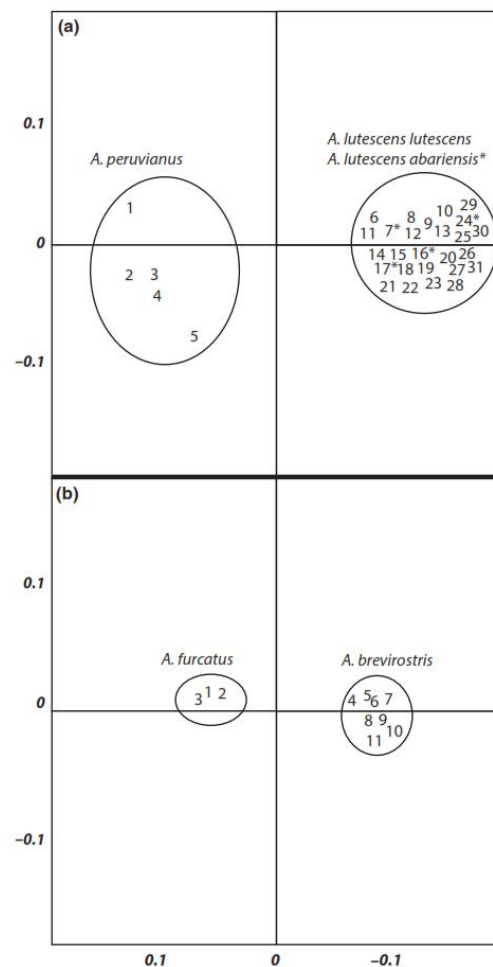 (a)
0.1
A. lutescens lutescens
A. peruvianus A. lutescens abariensis*
1
6 8 10 29
7* 9 24*
11 12 13 25 30
0
14 15 16* 20 26
2 3 17* 18 19 27 31
4 21 22 23 28
5
–0.1
(b)
0.1
A. furcatus A. brevirostris
3 1 2 4 5 6 7
0
8 9
10
11
–0.1
0.1 0 –0.1